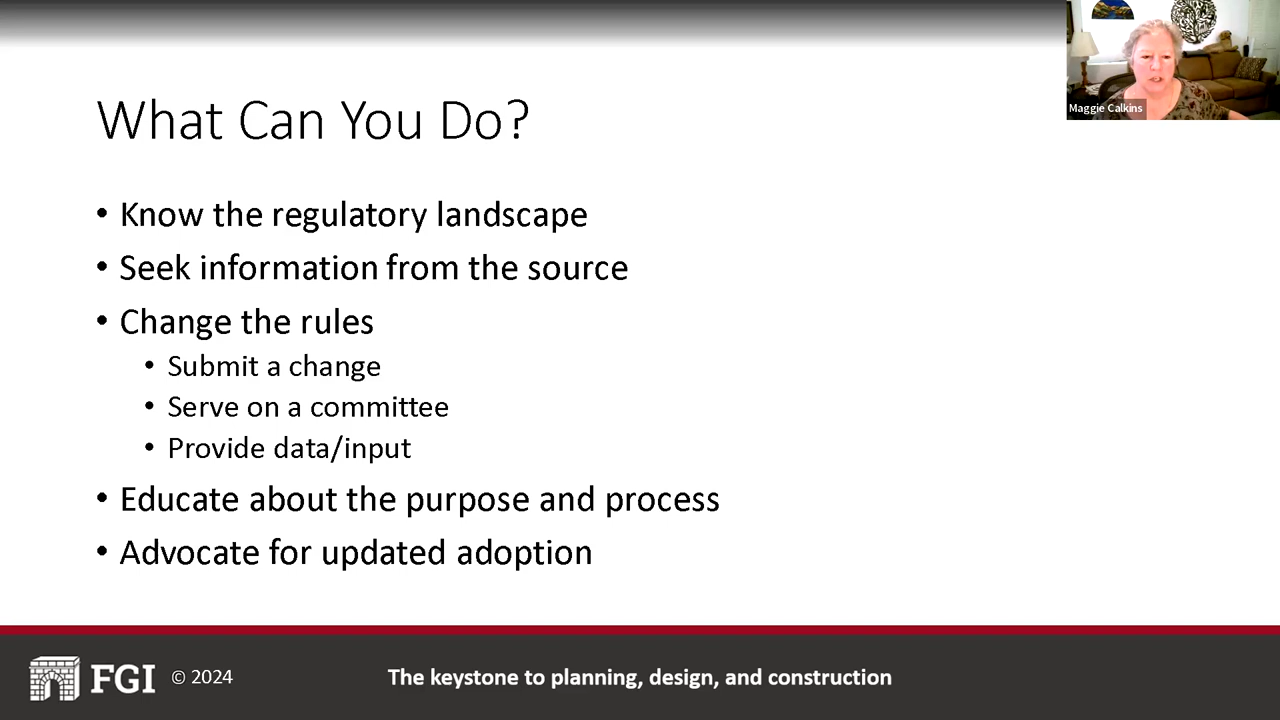 Maggie Calkins
What Can You Do?
• Know the regulatory landscape
• Seek information from the source
• Change the rules
• Submit a change
• Serve on a committee
• Provide data/input
• Educate about the purpose and process
• Advocate for updated adoption
FGI © 2024
The keystone to planning, design, and construction